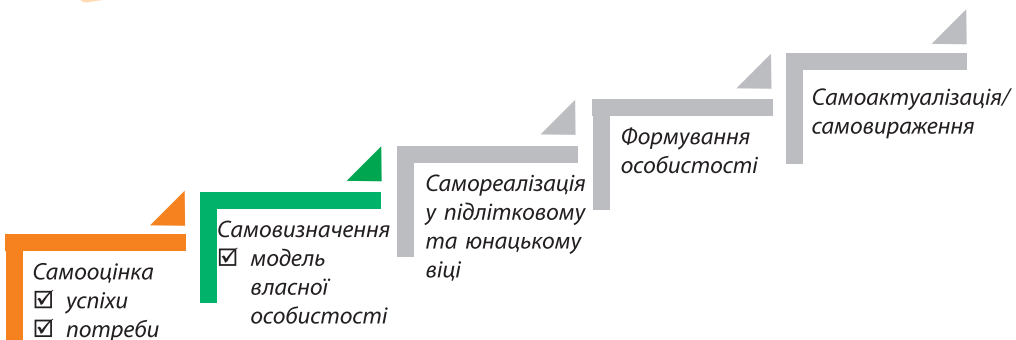 Самооцінка
☑ успіхи
☑ потреби
Самовизначення
☑ модель
власної
особистості
Самореалізація
у підлітковому
та юнацькому
віці
Формування
особистості
Самоактуалізація/
самовираження